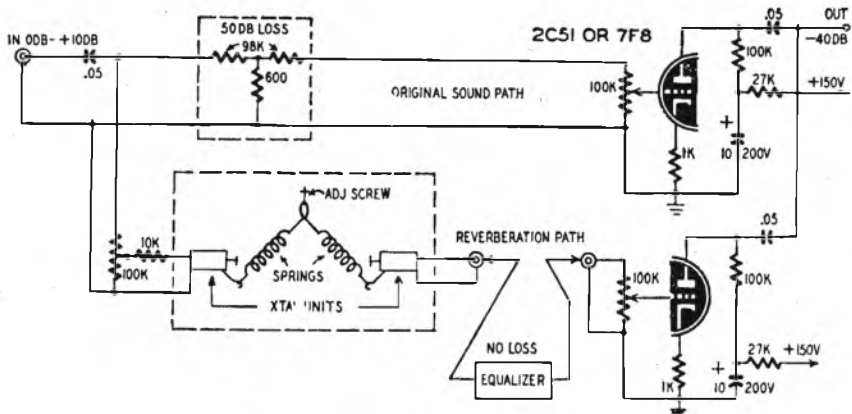 50DB LOSS
98K
600
IN 0DB-+10DB
.05
ORIGINAL SOUND PATH
2C51 OR 7F8
100K
1K
.05
OUT
-40DB
100K
27K
+150V
+
10
200V
ADJ SCREW
SPRINGS
10K
100K
REVERBERATION PATH
NO LOSS
EQUALIZER
100K
1K
.05
100K
27K
+150V
+
10
200V